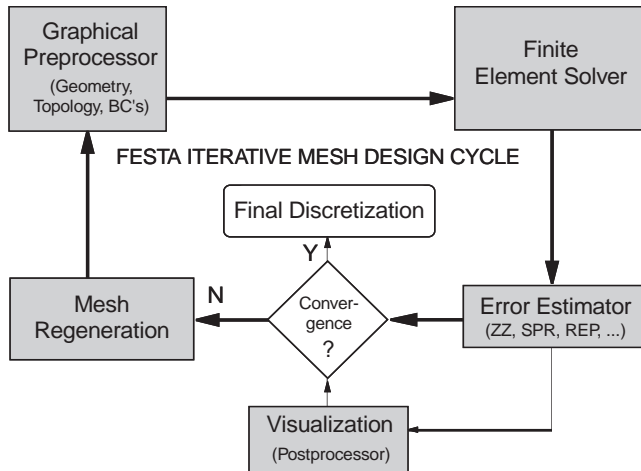 Graphical
Preprocessor
(Geometry,
Topology, BC's)
Finite
Element Solver
FESTA ITERATIVE MESH DESIGN CYCLE
Final Discretization
Y
N
Mesh
Regeneration
Conver-
gence
?
Error Estimator
(ZZ, SPR, REP, ...)
Visualization
(Postprocessor)